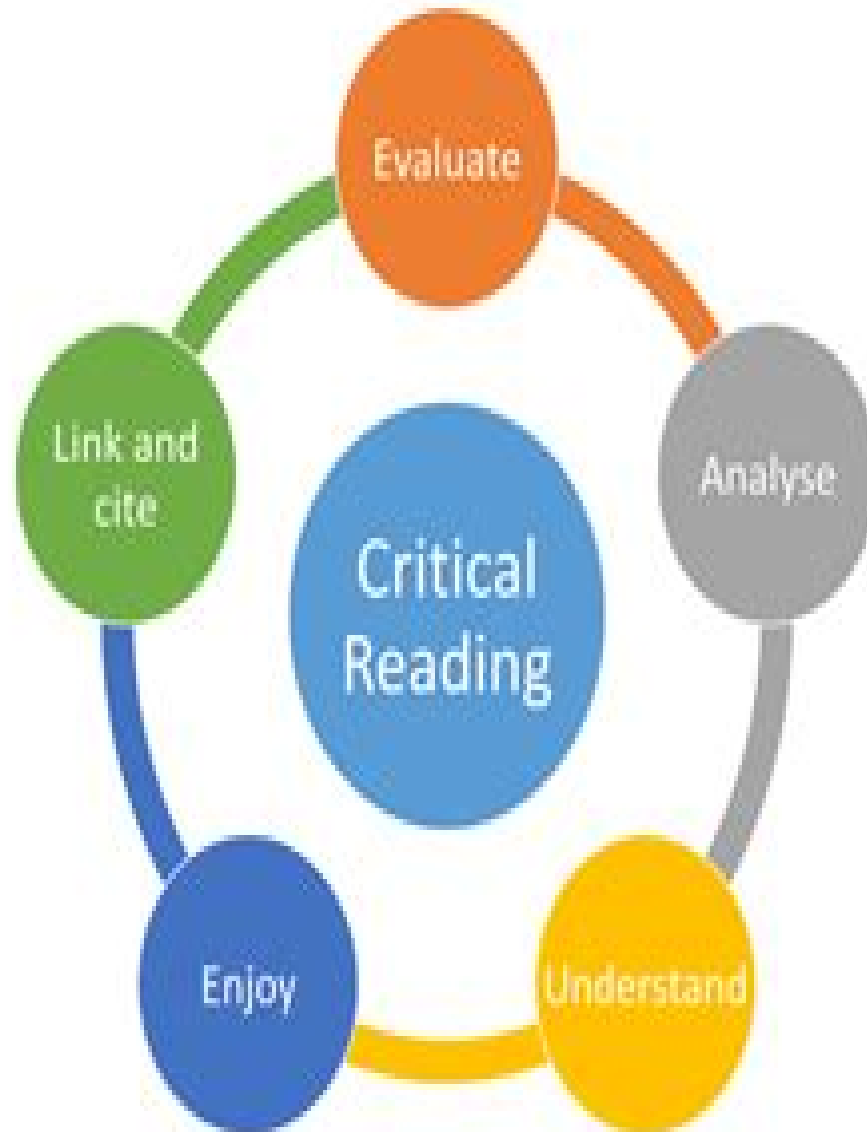 Evaluate
Analyse
Understand
Enjoy
Link and
cite
Critical
Reading